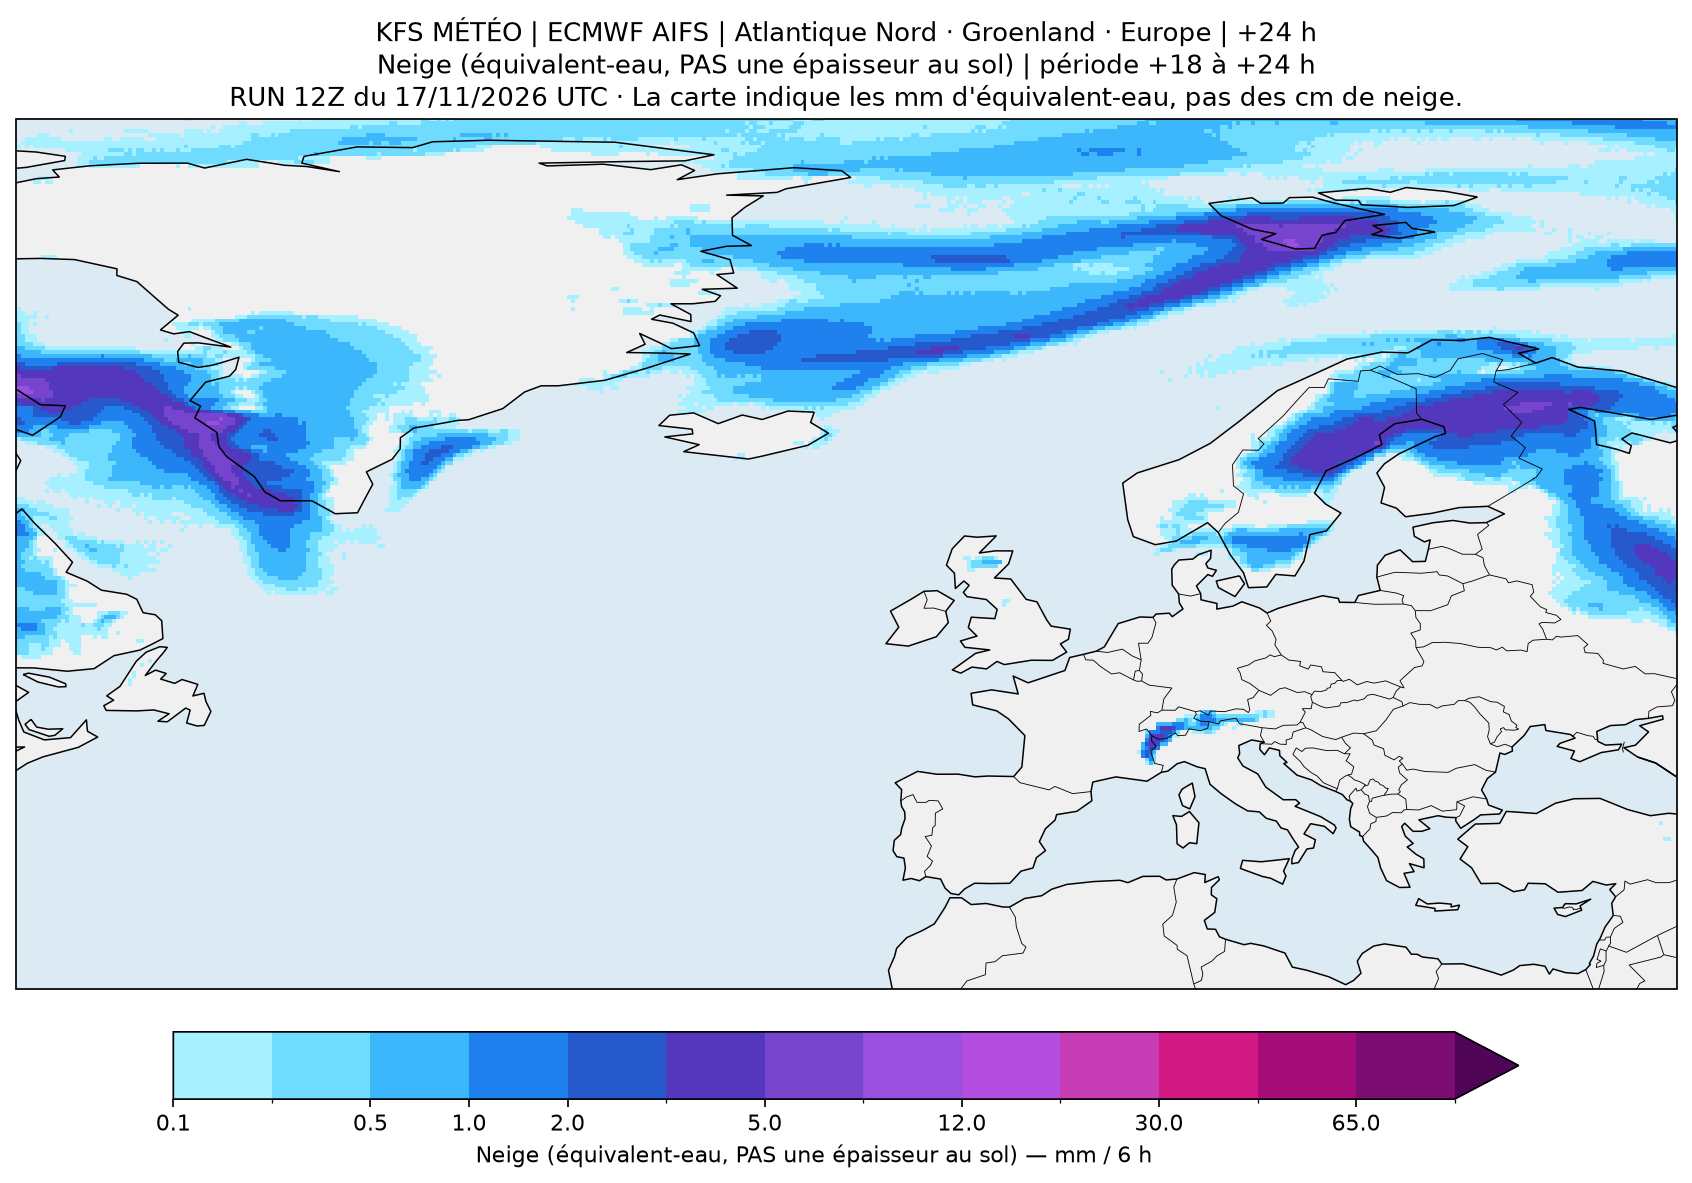 KFS MÉTÉO | ECMWF AIFS | Atlantique Nord · Groenland · Europe | +24 h
Neige (équivalent-eau, PAS une épaisseur au sol) | période +18 à +24 h
RUN 12Z du 17/11/2026 UTC · La carte indique les mm d'équivalent-eau, pas des cm de neige.
0.1 0.5 1.0 2.0 5.0 12.0 30.0 65.0
Neige (équivalent-eau, PAS une épaisseur au sol) — mm / 6 h